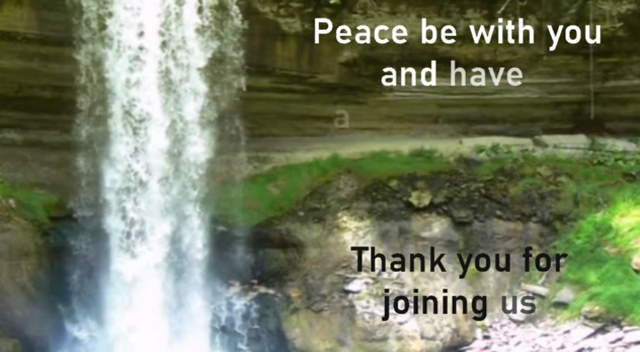 Peace be with you
and have
a
Thank you for
joining us